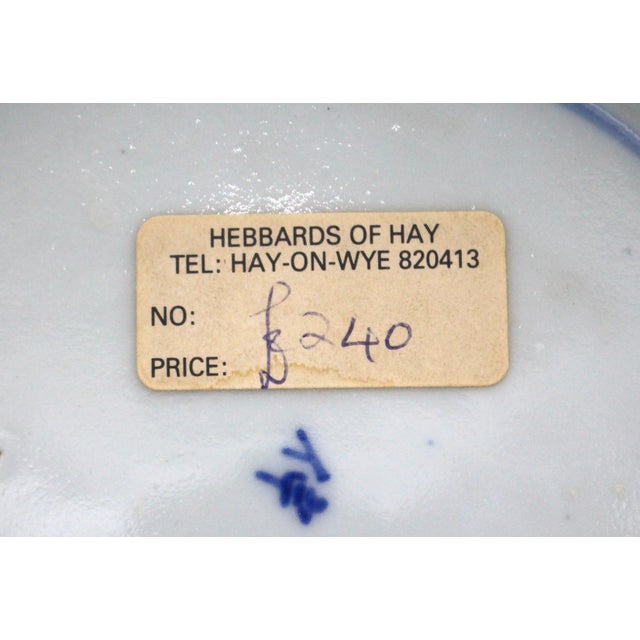 HEBBARDS OF HAY
TEL: HAY-ON-WYE 820413
NO:
£240
PRICE: